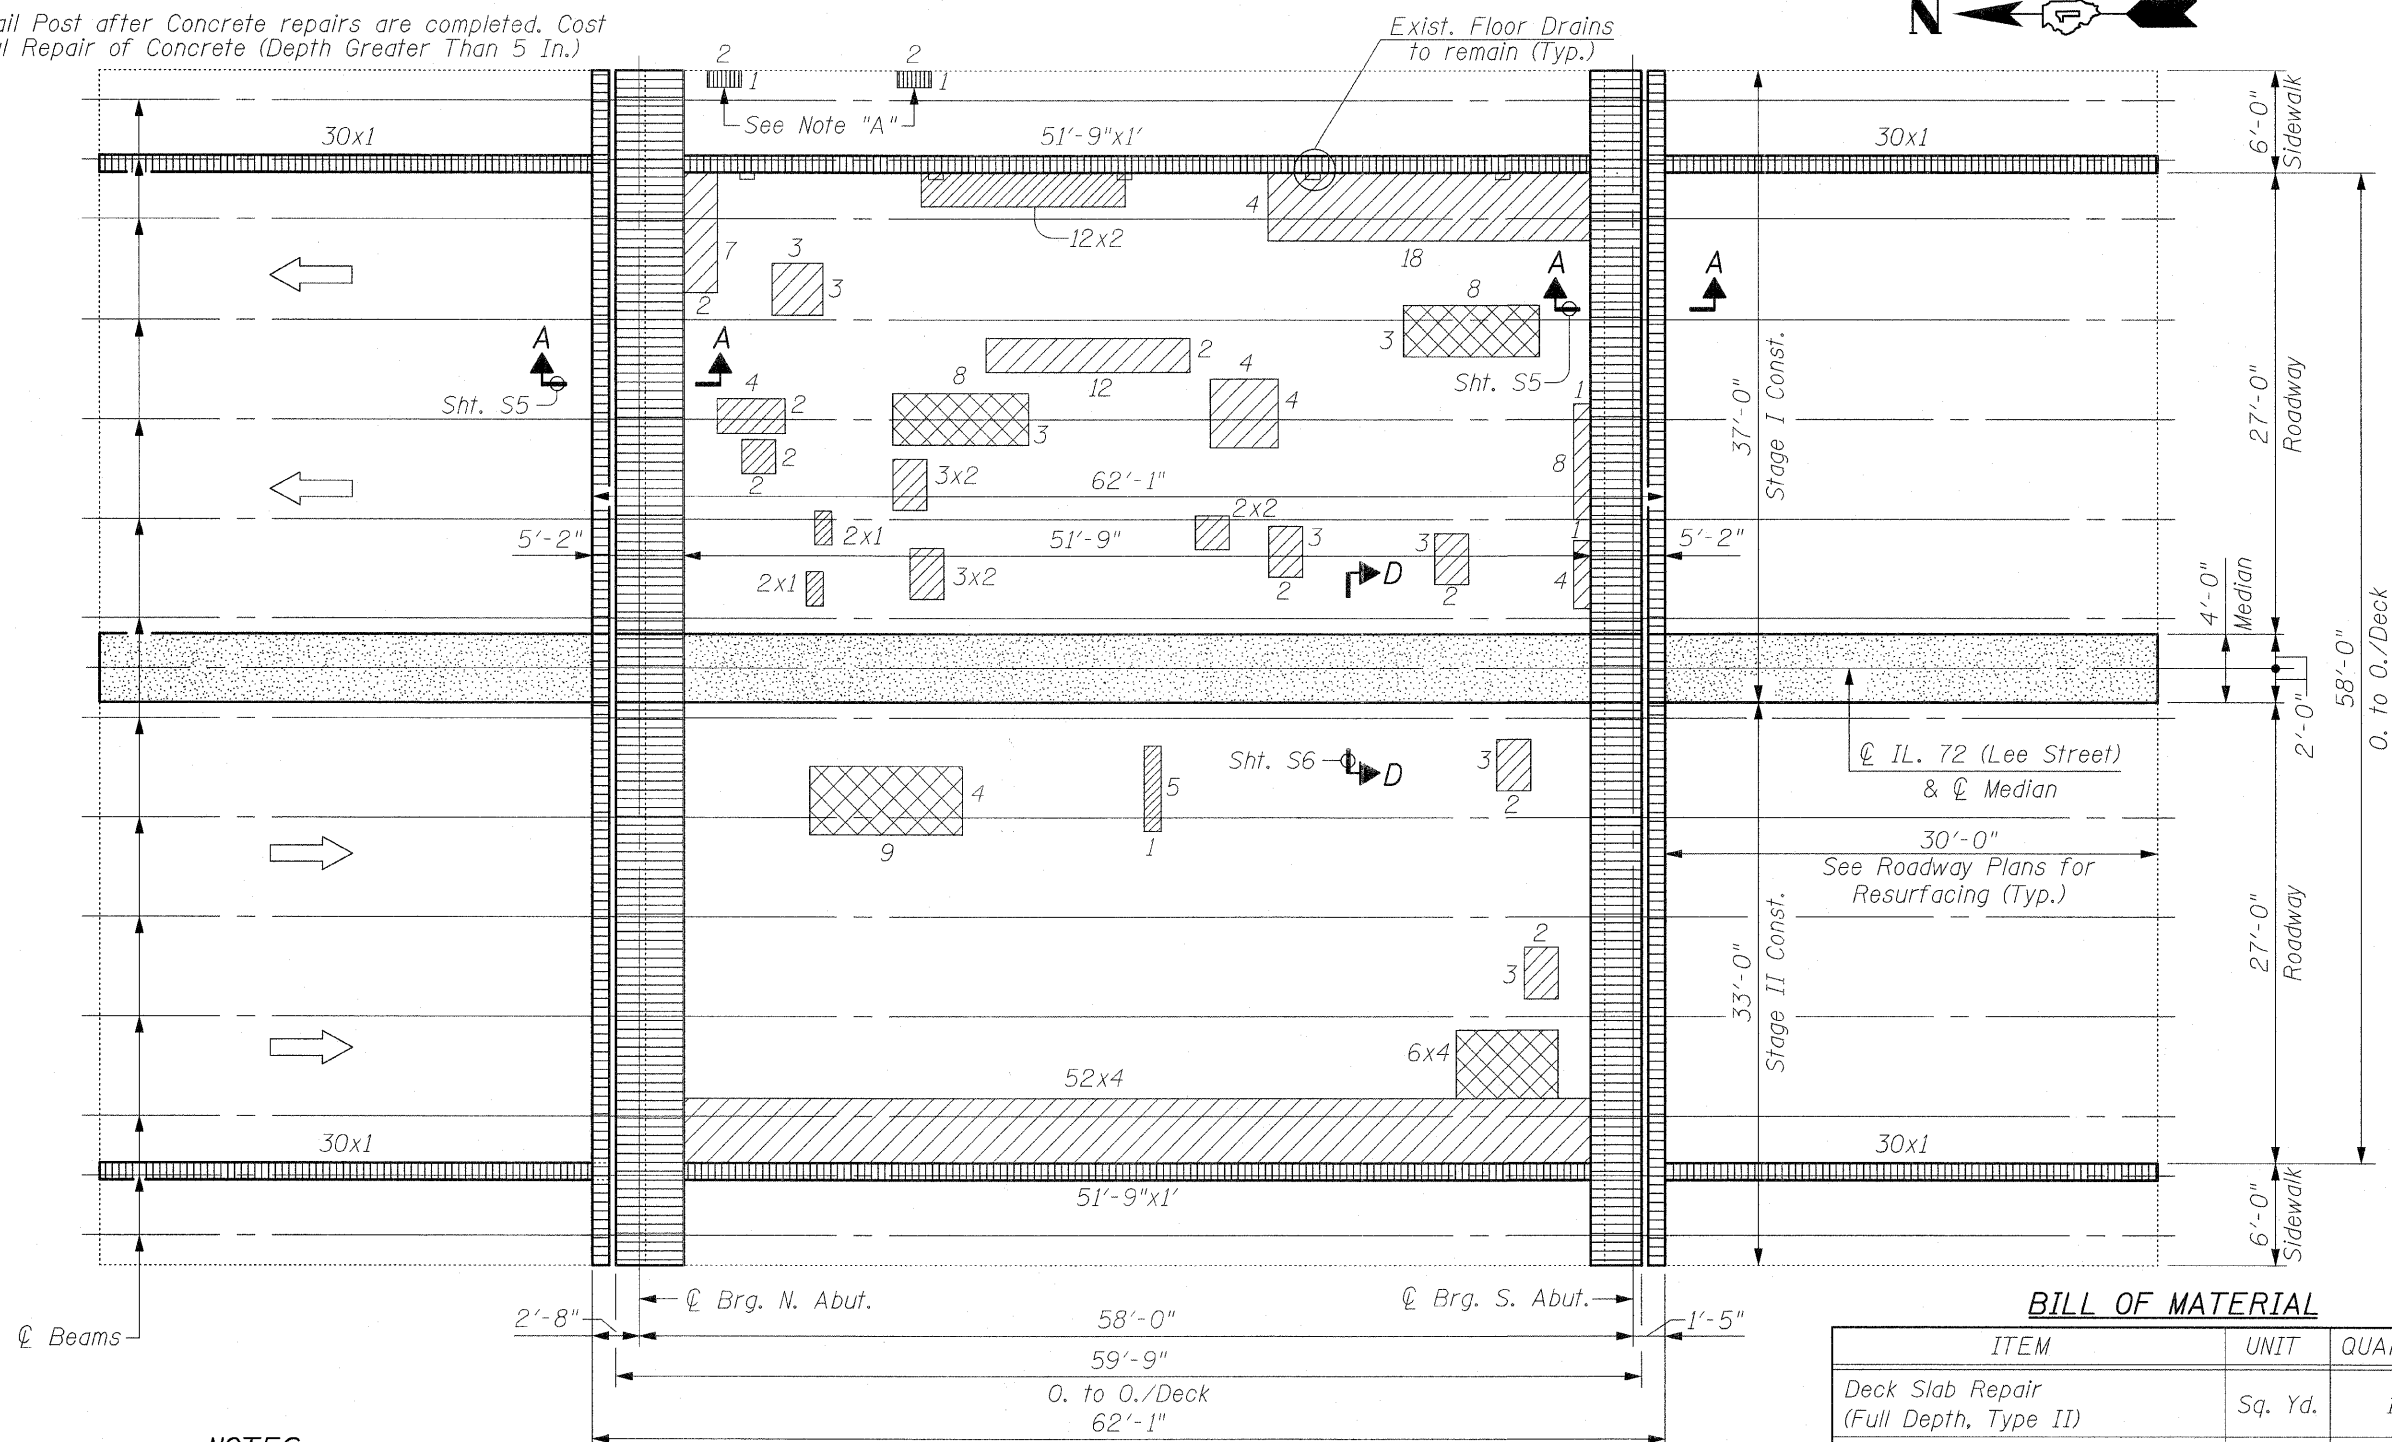 ail Post after Concrete repairs are completed. Cost
l Repair of Concrete (Depth Greater Than 5 In.)
Exist. Floor Drains
to remain (Typ.)
N
1
2
1
2
1
See Note "A"
6'-0"
Sidewalk
30x1
51'-9"x1'
30x1
7
2
3
3
12x2
4
18
A
A
8
3
A
A
Sht. S5
Sht. S5
4
2
2
2
8
3
12
2
4
4
1
8
3x2
62'-1"
37'-0"
Stage I Const.
27'-0"
Roadway
5'-2"
2x1
51'-9"
2x2
3
2
3
2
1
4
5'-2"
2x1
3x2
D
4'-0"
Median
58'-0"
O. to O./Deck
2'-0"
Sht. S6
D
3
2
℄ IL. 72 (Lee Street)
& ℄ Median
4
9
5
1
30'-0"
See Roadway Plans for
Resurfacing (Typ.)
33'-0"
Stage II Const.
27'-0"
Roadway
2
3
6x4
52x4
30x1
51'-9"x1'
30x1
6'-0"
Sidewalk
℄ Beams
℄ Brg. N. Abut.
℄ Brg. S. Abut.
2'-8"
58'-0"
1'-5"
59'-9"
O. to O./Deck
62'-1"
BILL OF MATERIAL
ITEM UNIT QUA
Deck Slab Repair
(Full Depth, Type II) Sq. Yd.
NOTES